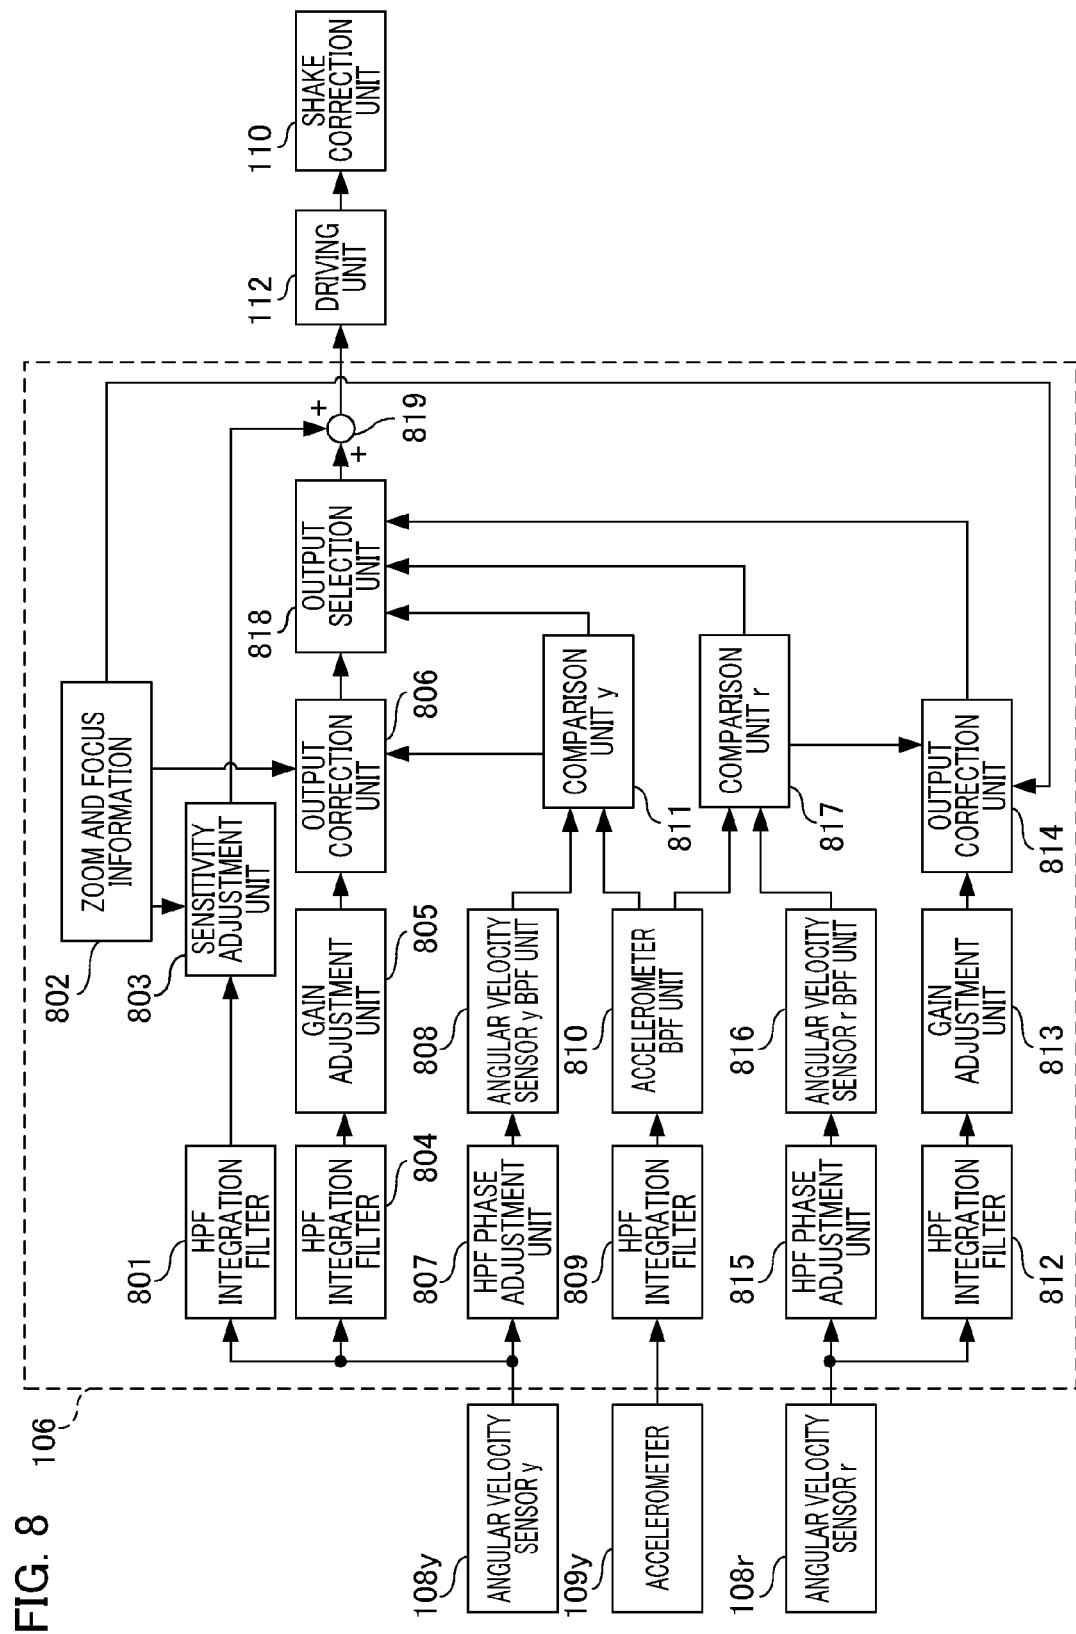 FIG. 8
106
108y
ANGULAR VELOCITY
SENSOR y
109y
ACCELEROMETER
108r
ANGULAR VELOCITY
SENSOR r
801
HPF
INTEGRATION
FILTER
HPF
INTEGRATION
FILTER
804
807
HPF PHASE
ADJUSTMENT
UNIT
809
HPF
INTEGRATION
FILTER
815
HPF PHASE
ADJUSTMENT
UNIT
HPF
INTEGRATION
FILTER
812
802
ZOOM AND FOCUS
INFORMATION
803
SENSITIVITY
ADJUSTMENT
UNIT
GAIN
ADJUSTMENT
UNIT
805
808
ANGULAR VELOCITY
SENSOR y BPF UNIT
810
ACCELEROMETER
BPF UNIT
816
ANGULAR VELOCITY
SENSOR r BPF UNIT
GAIN
ADJUSTMENT
UNIT
813
OUTPUT
CORRECTION
UNIT
806
COMPARISON
UNIT y
811
COMPARISON
UNIT r
817
OUTPUT
CORRECTION
UNIT
814
818
OUTPUT
SELECTION
UNIT
+
+
819
112
DRIVING
UNIT
110
SHAKE
CORRECTION
UNIT